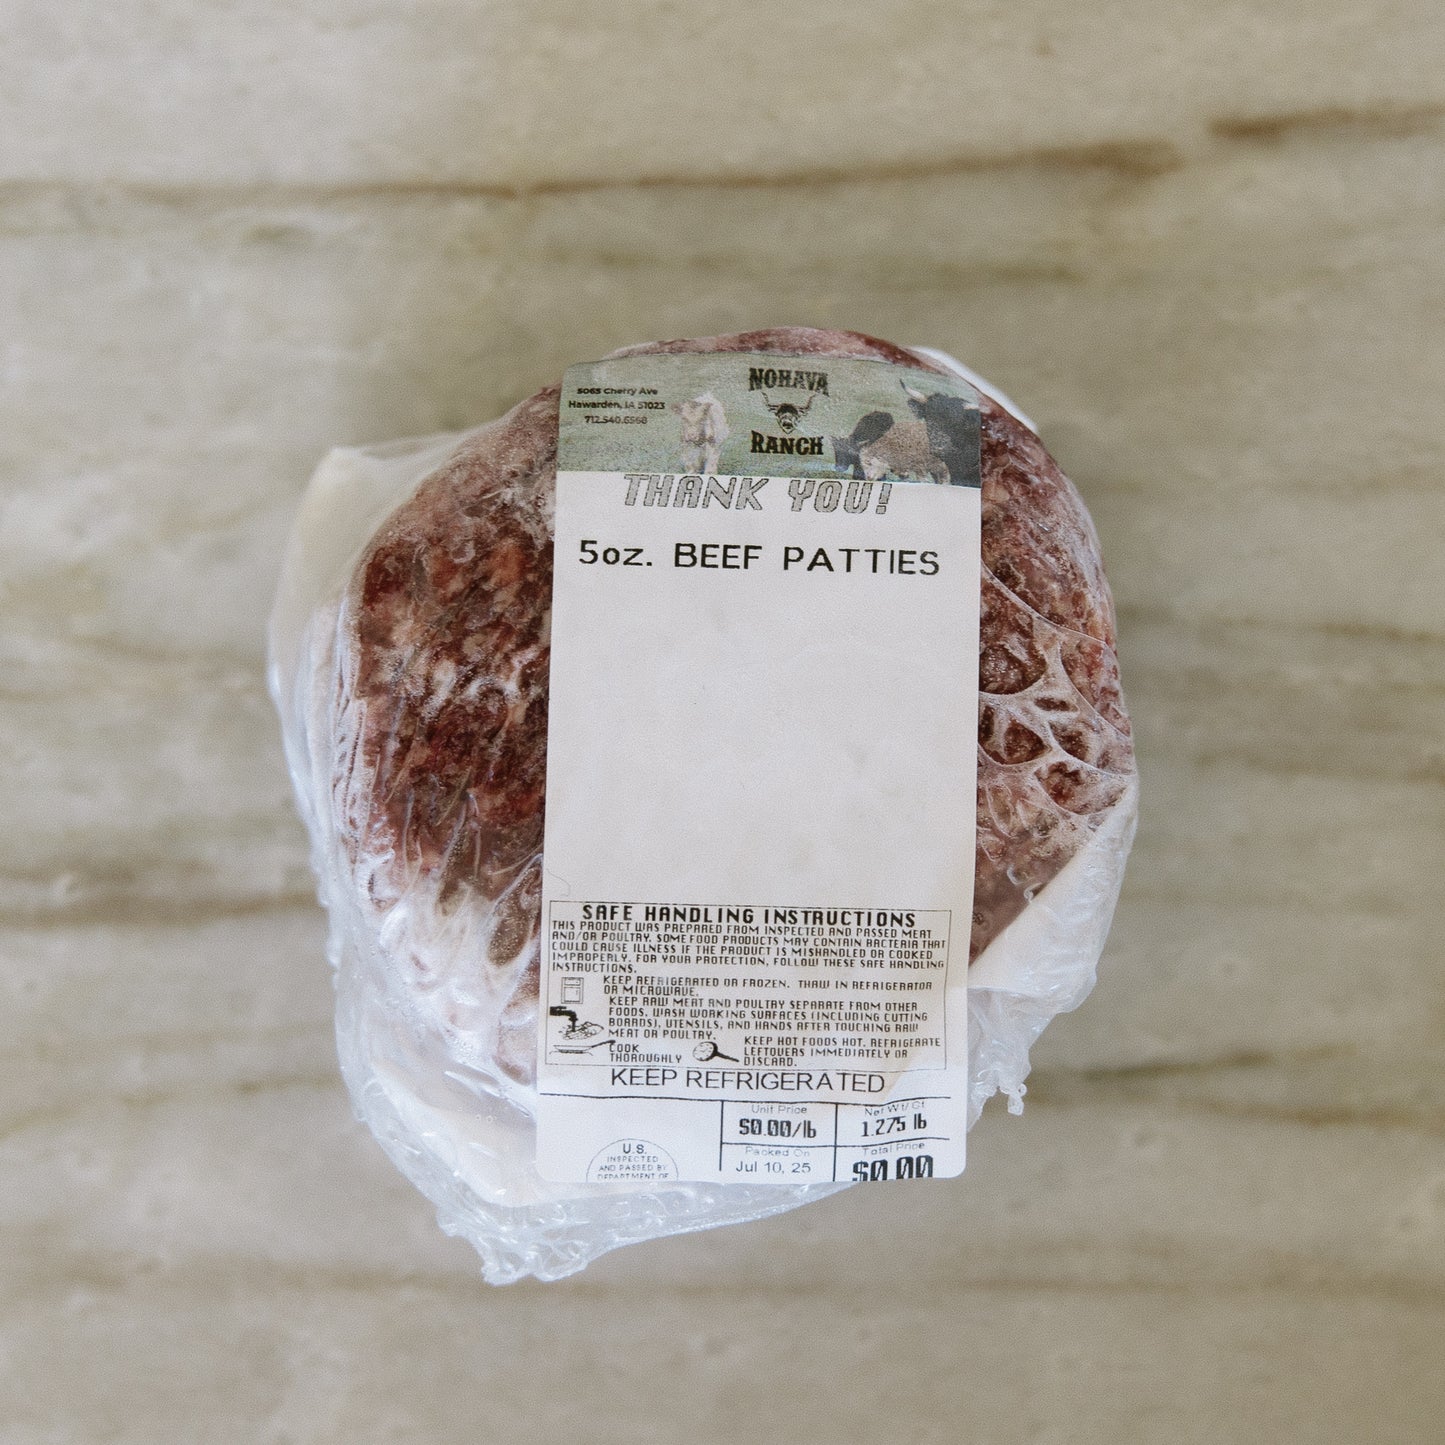 5065 Cherry Ave
Hawarden, IA 51023
712.540.6568
NOHAVA
RANCH
THANK YOU!
5oz. BEEF PATTIES
SAFE HANDLING INSTRUCTIONS
THIS PRODUCT WAS PREPARED FROM INSPECTED AND PASSED MEAT
AND/OR POULTRY. SOME FOOD PRODUCTS MAY CONTAIN BACTERIA THAT
COULD CAUSE ILLNESS IF THE PRODUCT IS MISHANDLED OR COOKED
IMPROPERLY. FOR YOUR PROTECTION, FOLLOW THESE SAFE HANDLING
INSTRUCTIONS.
KEEP REFRIGERATED OR FROZEN. THAW IN REFRIGERATOR
OR MICROWAVE.
KEEP RAW MEAT AND POULTRY SEPARATE FROM OTHER
FOODS. WASH WORKING SURFACES (INCLUDING CUTTING
BOARDS), UTENSILS, AND HANDS AFTER TOUCHING RAW
MEAT OR POULTRY.
COOK
THOROUGHLY
KEEP HOT FOODS HOT. REFRIGERATE
LEFTOVERS IMMEDIATELY OR
DISCARD.
KEEP REFRIGERATED
Unit Price
$0.00/lb
Net Wt/Ct
1.275 lb
Packed On
Jul 10, 25
Total Price
$0.00
U.S.
INSPECTED
AND PASSED BY
DEPARTMENT OF